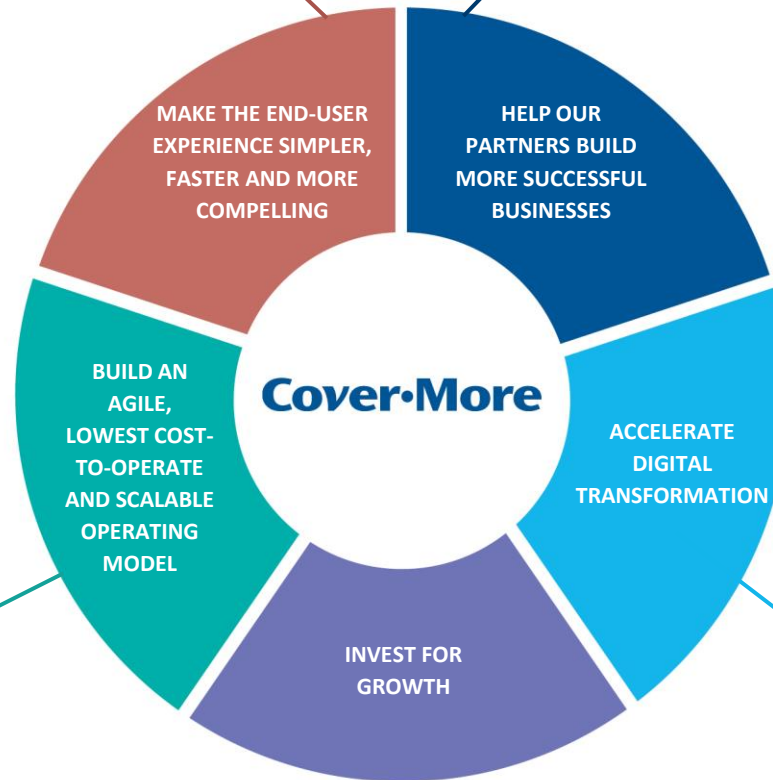 MAKE THE END-USER
EXPERIENCE SIMPLER,
FASTER AND MORE
COMPELLING
HELP OUR
PARTNERS BUILD
MORE SUCCESSFUL
BUSINESSES
BUILD AN
AGILE,
LOWEST COST-
TO-OPERATE
AND SCALABLE
OPERATING
MODEL
Cover•More
ACCELERATE
DIGITAL
TRANSFORMATION
INVEST FOR
GROWTH